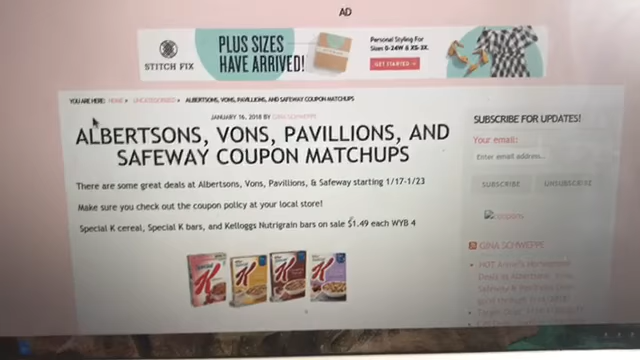 AD
STITCH FIX
PLUS SIZES
HAVE ARRIVED!
Personal Styling For
Sizes 0-24W & XS-3X.
GET STARTED
YOU ARE HERE: HOME » UNCATEGORIZED » ALBERTSONS, VONS, PAVILLIONS, AND SAFEWAY COUPON MATCHUPS
JANUARY 16, 2018 BY GINA SCHWEPPE
ALBERTSONS, VONS, PAVILLIONS, AND
SAFEWAY COUPON MATCHUPS
There are some great deals at Albertsons, Vons, Pavillions, & Safeway starting 1/17-1/23
Make sure you check out the coupon policy at your local store!
Special K cereal, Special K bars, and Kelloggs Nutrigrain bars on sale $1.49 each WYB 4
SUBSCRIBE FOR UPDATES!
Your email:
Enter email address...
SUBSCRIBE UNSUBSCRIBE
coupons
GINA SCHWEPPE